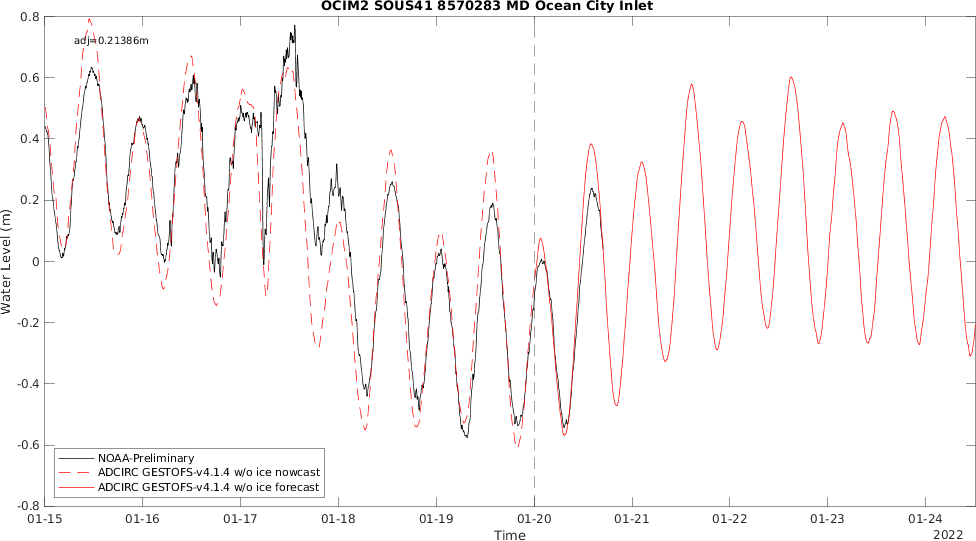 OCIM2 SOUS41 8570283 MD Ocean City Inlet
adj=0.21386m
Water Level (m)
0.8
0.6
0.4
0.2
0
-0.2
-0.4
-0.6
-0.8
NOAA-Preliminary
ADCIRC GESTOFS-v4.1.4 w/o ice nowcast
ADCIRC GESTOFS-v4.1.4 w/o ice forecast
01-15 01-16 01-17 01-18 01-19 01-20 01-21 01-22 01-23 01-24
Time
2022